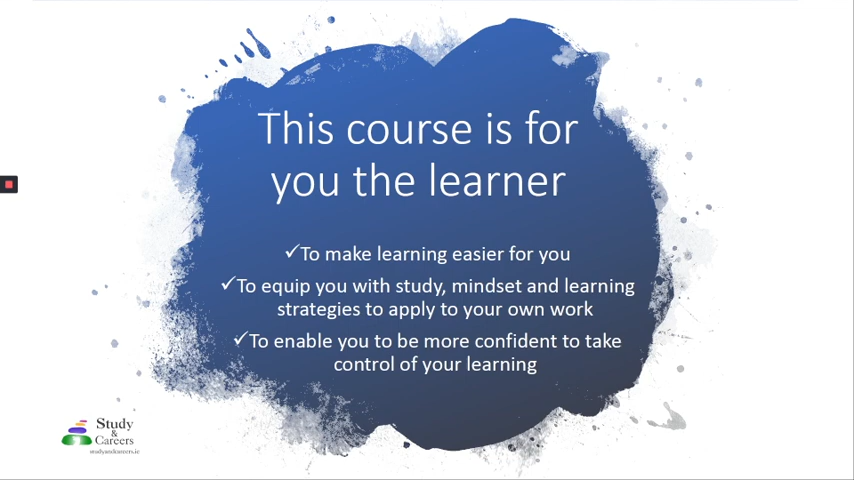 This course is for
you the learner
✓To make learning easier for you
✓To equip you with study, mindset and learning
strategies to apply to your own work
✓To enable you to be more confident to take
control of your learning
Study
&
Careers
studyandcareers.ie